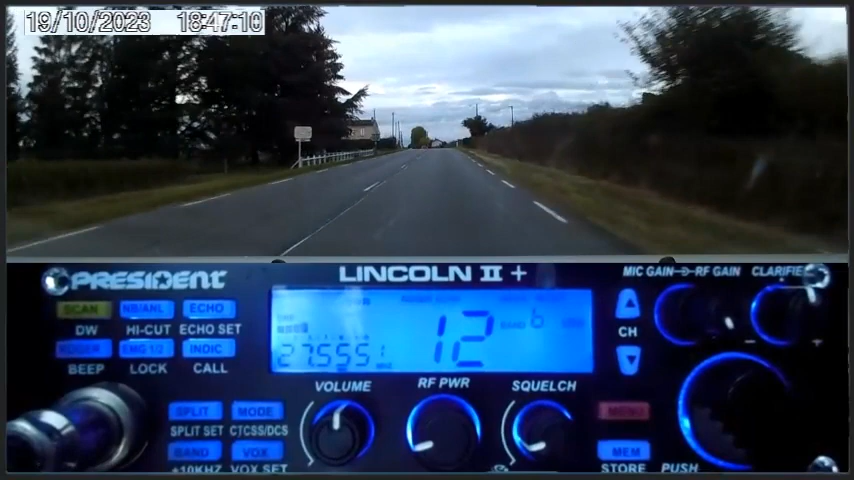 19/10/2023 18:47:10
PRESIDENT LINCOLN II + MIC GAIN RF GAIN CLARIFIER
SCAN NB/ANL ECHO
DW HI-CUT ECHO SET
ROGER EMG 1/2 INDIC
BEEP LOCK CALL
12 BAND b
27.555
CH
VOLUME RF PWR SQUELCH
SPLIT MODE MENU
SPLIT SET CTCSS/DCS
BAND VOX MEM
+10KHZ VOX SET STORE PUSH